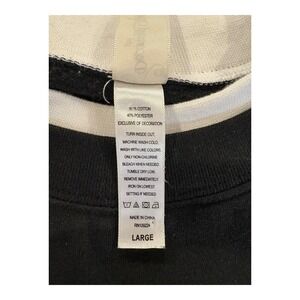 60% COTTON
40% POLYESTER
EXCLUSIVE OF DECORATION
TURN INSIDE OUT.
MACHINE WASH COLD.
WASH WITH LIKE COLORS
ONLY NON-CHLORINE
BLEACH WHEN NEEDED
TUMBLE DRY LOW.
REMOVE IMMEDIATELY
IRON ON LOWEST
SETTING IF NEEDED
MADE IN CHINA
LARGE